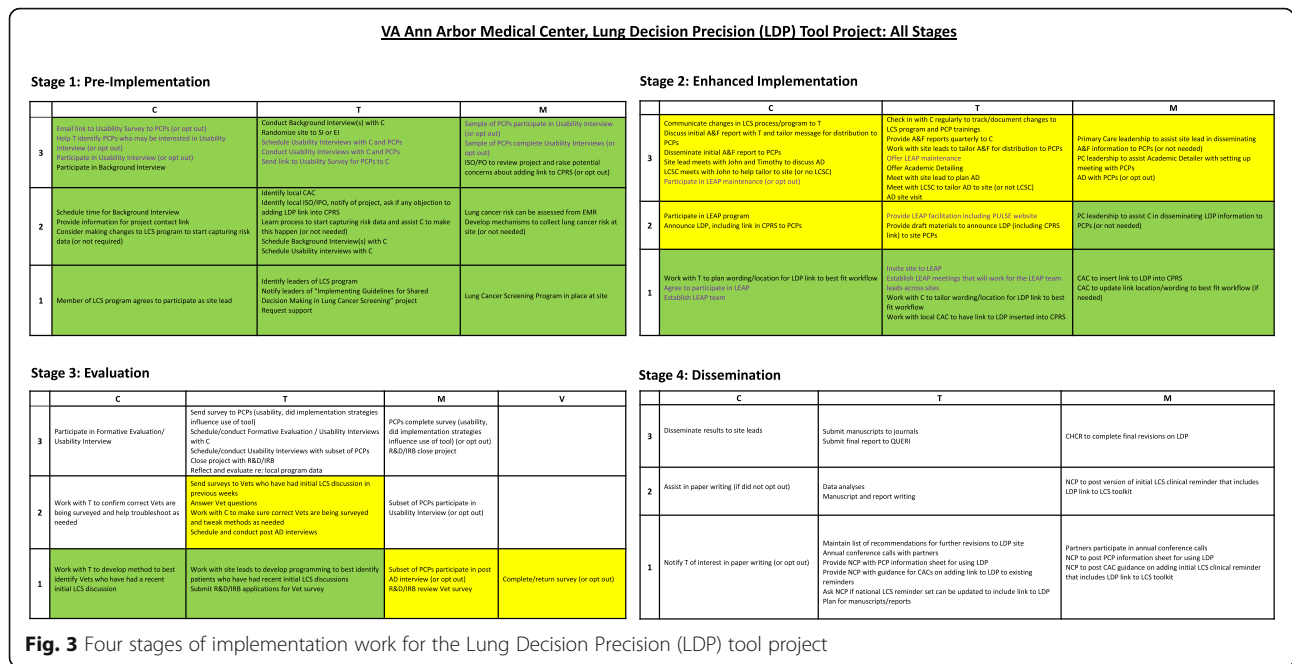 VA Ann Arbor Medical Center, Lung Decision Precision (LDP) Tool Project: All Stages
Stage 1: Pre-Implementation
C
T
M
3
Email link to Usability Survey to PCPs (or opt out)
Help T identify PCPs who may be interested in Usability
Interview (or opt out)
Participate in Usability Interview (or opt out)
Participate in Background Interview
Conduct Background Interview(s) with C
Randomize site to SI or EI
Schedule Usability Interviews with C and PCPs
Conduct Usability Interviews with C and PCPs
Send link to Usability Survey for PCPs to C
Sample of PCPs participate in Usability Interview
(or opt out)
Sample of PCPs complete Usability Interviews (or
opt out)
ISO/PO to review project and raise potential
concerns about adding link to CPRS (or opt out)
2
Schedule time for Background Interview
Provide information for project contact link
Consider making changes to LCS program to start capturing risk
data (or not required)
Identify local CAC
Identify local ISO/IPO, notify of project, ask if any objection to
adding LDP link into CPRS
Learn process to start capturing risk data and assist C to make
this happen (or not needed)
Schedule Background Interview(s) with C
Schedule Usability interviews with C
Lung cancer risk can be assessed from EMR
Develop mechanisms to collect lung cancer risk at
site (or not needed)
1
Member of LCS program agrees to participate as site lead
Identify leaders of LCS program
Notify leaders of "Implementing Guidelines for Shared
Decision Making in Lung Cancer Screening" project
Request support
Lung Cancer Screening Program in place at site
Stage 2: Enhanced Implementation
C
T
M
3
Communicate changes in LCS process/program to T
Discuss initial A&F report with T and tailor message for distribution to
PCPs
Disseminate initial A&F report to PCPs
Site lead meets with John and Timothy to discuss AD
LCSC meets with John to help tailor to site (or no LCSC)
Participate in LEAP maintenance (or opt out)
Check in with C regularly to track/document changes to
LCS program and PCP trainings
Provide A&F reports quarterly to C
Work with site leads to tailor A&F for distribution to PCPs
Offer LEAP maintenance
Offer Academic Detailing
Meet with site lead to plan AD
Meet with LCSC to tailor AD to site (or not LCSC)
AD site visit
Primary Care leadership to assist site lead in disseminating
A&F information to PCPs (or not needed)
PC leadership to assist Academic Detailer with setting up
meeting with PCPs
AD with PCPs (or opt out)
2
Participate in LEAP program
Announce LDP, including link in CPRS to PCPs
Provide LEAP facilitation including PULSE website
Provide draft materials to announce LDP (including CPRS
link) to site PCPs
PC leadership to assist C in disseminating LDP information to
PCPs (or not needed)
1
Work with T to plan wording/location for LDP link to best fit workflow
Agree to participate in LEAP
Establish LEAP team
Invite site to LEAP
Establish LEAP meetings that will work for the LEAP team
leads across sites
Work with C to tailor wording/location for LDP link to best
fit workflow
Work with local CAC to have link to LDP inserted into CPRS
CAC to insert link to LDP into CPRS
CAC to update link location/wording to best fit workflow (if
needed)
Stage 3: Evaluation
C
T
M
V
3
Participate in Formative Evaluation/
Usability Interview
Send survey to PCPs (usability, did implementation strategies
influence use of tool)
Schedule/conduct Formative Evaluation / Usability Interviews
with C
Schedule/conduct Usability Interviews with subset of PCPs
Close project with R&D/IRB
Reflect and evaluate re: local program data
PCPs complete survey (usability,
did implementation strategies
influence use of tool) (or opt out)
R&D/IRB close project
2
Work with T to confirm correct Vets are
being surveyed and help troubleshoot as
needed
Send surveys to Vets who have had initial LCS discussion in
previous weeks
Answer Vet questions
Work with C to make sure correct Vets are being surveyed
and tweak methods as needed
Schedule and conduct post AD interviews
Subset of PCPs participate in
Usability Interview (or opt out)
1
Work with T to develop method to best
identify Vets who have had a recent
initial LCS discussion
Work with site leads to develop programming to best identify
patients who have had recent initial LCS discussions
Submit R&D/IRB applications for Vet survey
Subset of PCPs participate in post
AD interview (or opt out)
R&D/IRB review Vet survey
Complete/return survey (or opt out)
Stage 4: Dissemination
C
T
M
3
Disseminate results to site leads
Submit manuscripts to journals
Submit final report to QUERI
CHCR to complete final revisions on LDP
2
Assist in paper writing (if did not opt out)
Data analyses
Manuscript and report writing
NCP to post version of initial LCS clinical reminder that includes
LDP link to LCS toolkit
1
Notify T of interest in paper writing (or opt out)
Maintain list of recommendations for further revisions to LDP site
Annual conference calls with partners
Provide NCP with PCP information sheet for using LDP
Provide NCP with guidance for CACs on adding link to LDP to existing
reminders
Ask NCP if national LCS reminder set can be updated to include link to LDP
Plan for manuscripts/reports
Partners participate in annual conference calls
NCP to post PCP information sheet for using LDP
NCP to post CAC guidance on adding initial LCS clinical reminder
that includes LDP link to LCS toolkit
Fig. 3 Four stages of implementation work for the Lung Decision Precision (LDP) tool project